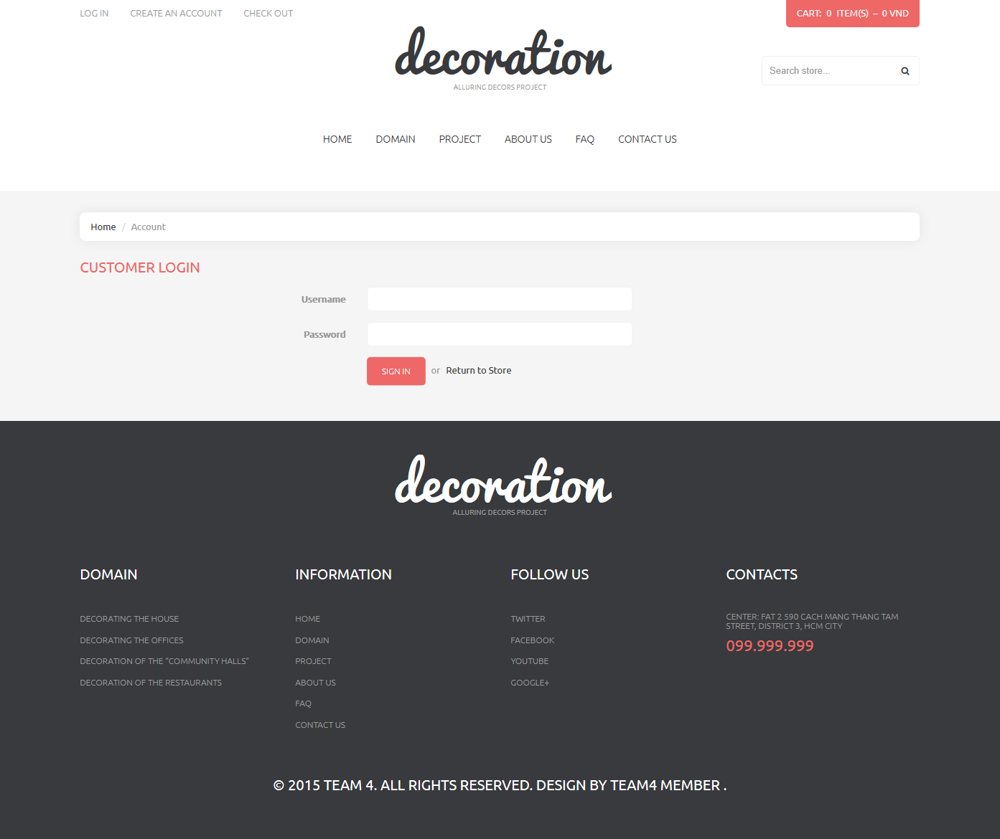 LOG IN CREATE AN ACCOUNT CHECK OUT CART: 0 ITEM(S) – 0 VND
decoration
ALLURING DECORS PROJECT
Search store...
HOME DOMAIN PROJECT ABOUT US FAQ CONTACT US
Home / Account
CUSTOMER LOGIN
Username
Password
SIGN IN or Return to Store
decoration
ALLURING DECORS PROJECT
DOMAIN
DECORATING THE HOUSE
DECORATING THE OFFICES
DECORATION OF THE “COMMUNITY HALLS”
DECORATION OF THE RESTAURANTS
INFORMATION
HOME
DOMAIN
PROJECT
ABOUT US
FAQ
CONTACT US
FOLLOW US
TWITTER
FACEBOOK
YOUTUBE
GOOGLE+
CONTACTS
CENTER: FAT 2 590 CACH MANG THANG TAM
STREET, DISTRICT 3, HCM CITY
099.999.999
© 2015 TEAM 4. ALL RIGHTS RESERVED. DESIGN BY TEAM4 MEMBER .